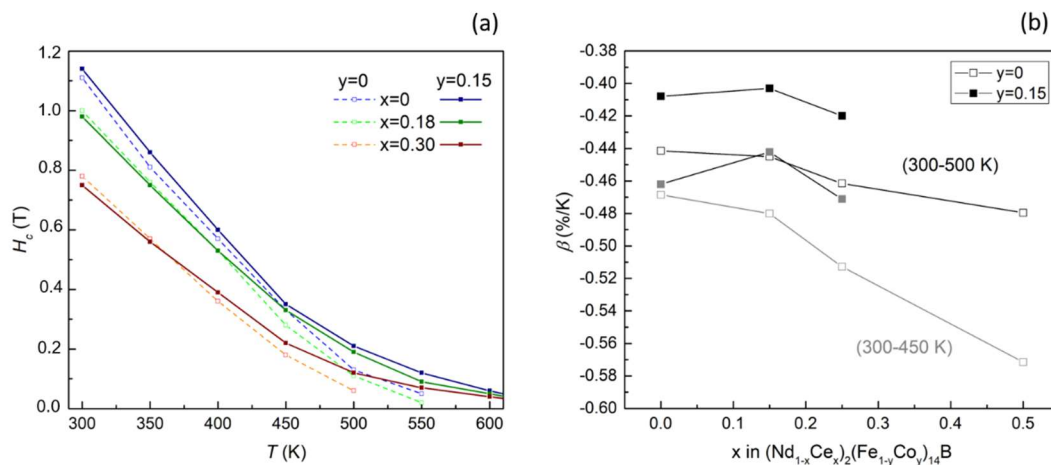 (a)
1.2
1.0
0.8
0.6
0.4
0.2
0.0
H_c (T)
y=0 y=0.15
x=0
x=0.18
x=0.30
300 350 400 450 500 550 600
T (K)
(b)
-0.38
-0.40
-0.42
-0.44
-0.46
-0.48
-0.50
-0.52
-0.54
-0.56
-0.58
-0.60
β (%/K)
y=0
y=0.15
(300-500 K)
(300-450 K)
0.0 0.1 0.2 0.3 0.4 0.5
x in (Nd₁₋ₓCeₓ)₂(Fe₁₋yCoy)₁₄B